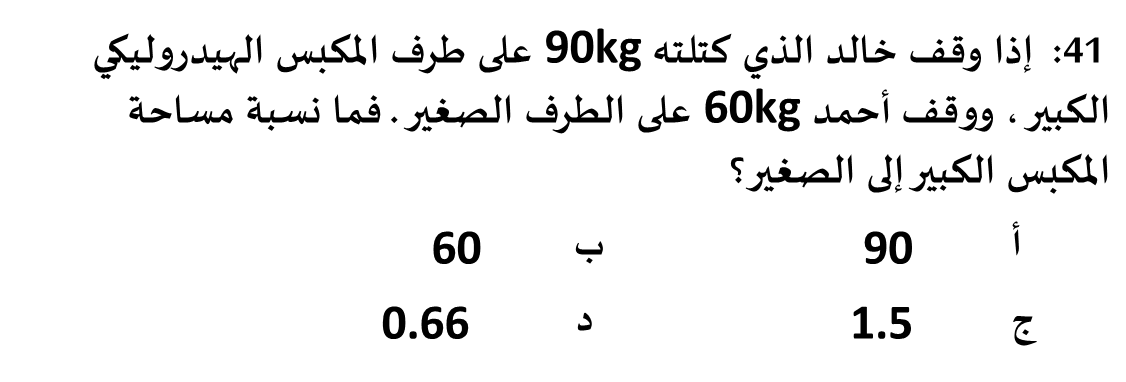 41: إذا وقف خالد الذي كتلته 90kg على طرف المكبس الهيدروليكي
الكبير ، ووقف أحمد 60kg على الطرف الصغير . فما نسبة مساحة
المكبس الكبير إلى الصغير؟
أ 90 ب 60
ج 1.5 د 0.66